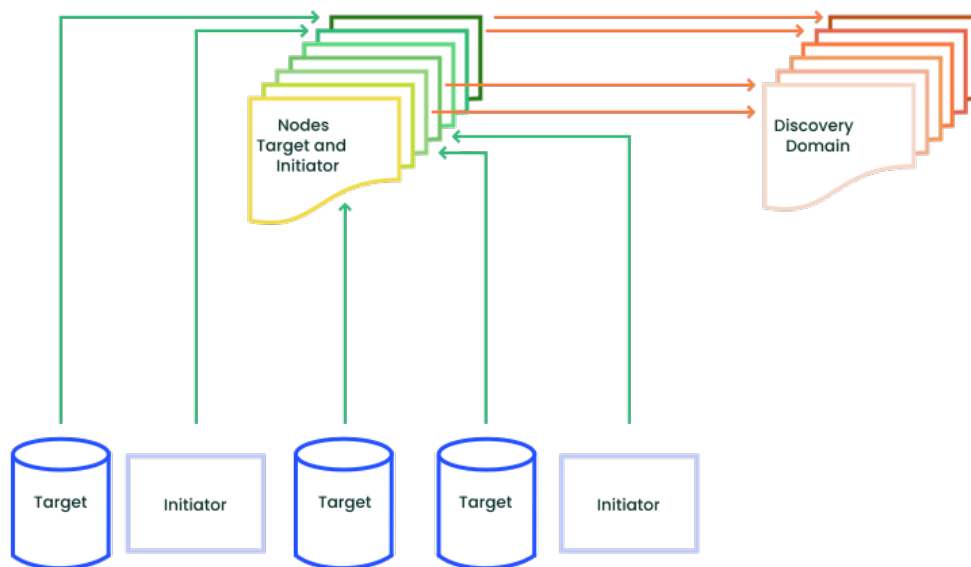 Nodes
Target and
Initiator
Discovery
Domain
Target
Initiator
Target
Target
Initiator